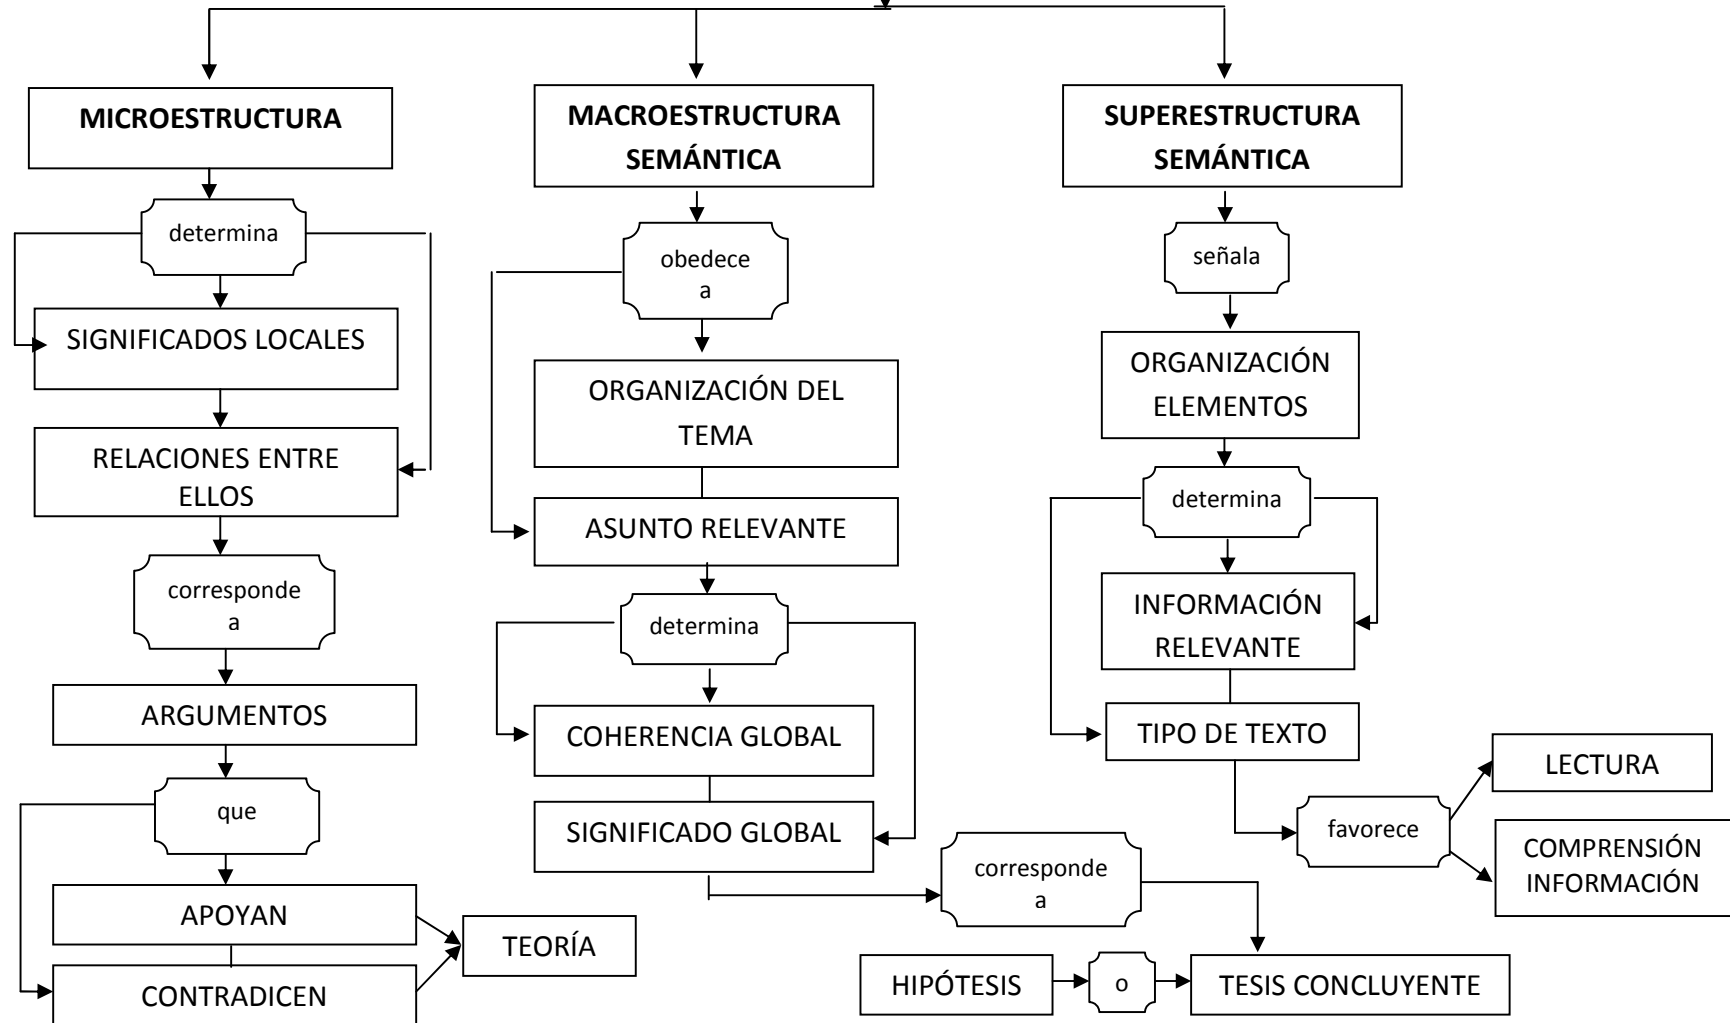 MICROESTRUCTURA
determina
SIGNIFICADOS LOCALES
RELACIONES ENTRE
ELLOS
corresponde
a
ARGUMENTOS
que
APOYAN
CONTRADICEN
TEORÍA
MACROESTRUCTURA
SEMÁNTICA
obedece
a
ORGANIZACIÓN DEL
TEMA
ASUNTO RELEVANTE
determina
COHERENCIA GLOBAL
SIGNIFICADO GLOBAL
corresponde
a
HIPÓTESIS
o
TESIS CONCLUYENTE
SUPERESTRUCTURA
SEMÁNTICA
señala
ORGANIZACIÓN
ELEMENTOS
determina
INFORMACIÓN
RELEVANTE
TIPO DE TEXTO
favorece
LECTURA
COMPRENSIÓN
INFORMACIÓN